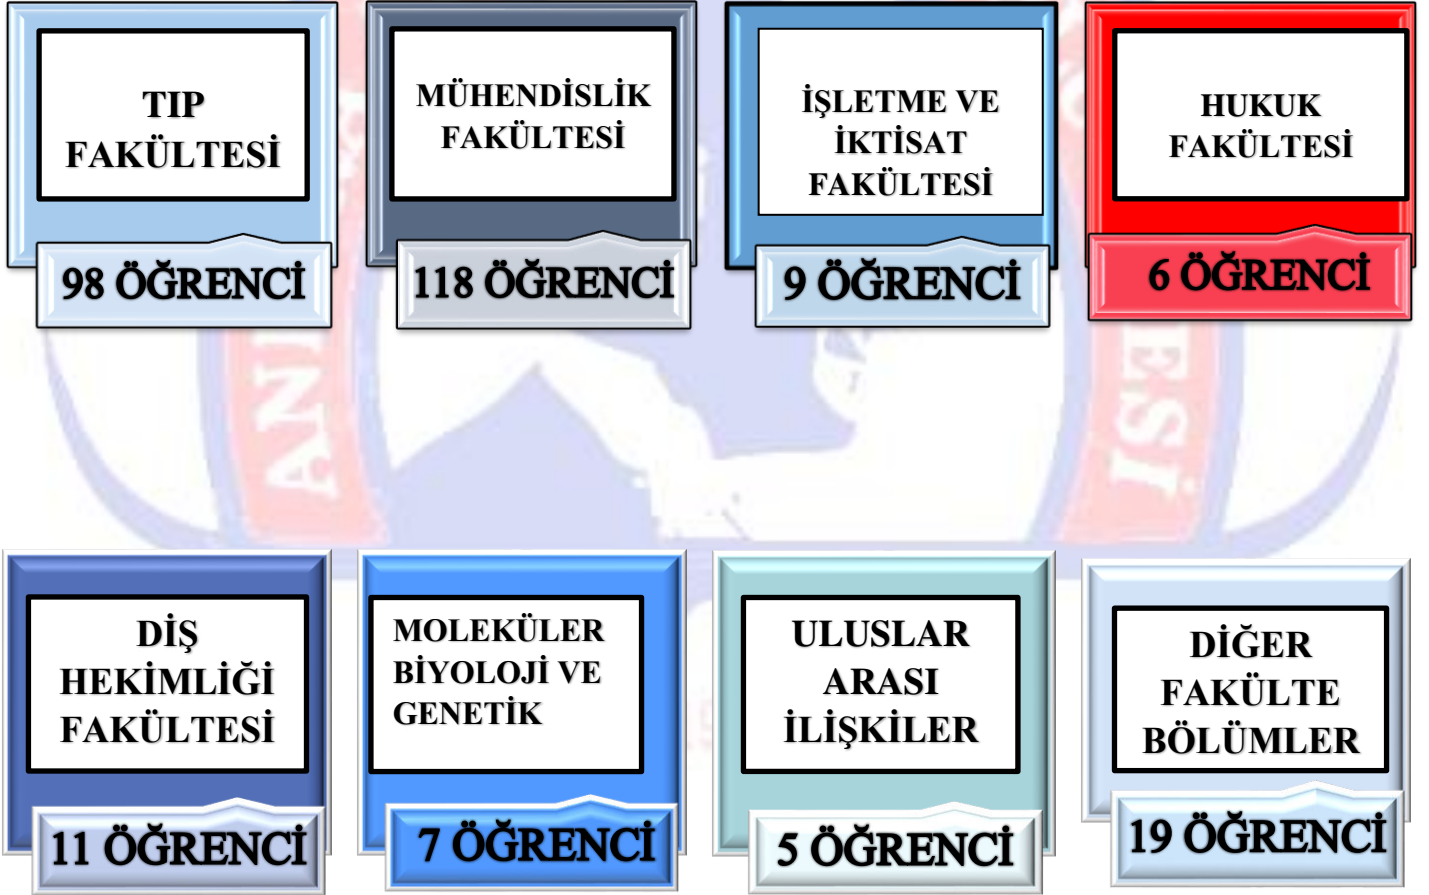 TIP
FAKÜLTESİ
98 ÖĞRENCİ
MÜHENDİSLİK
FAKÜLTESİ
118 ÖĞRENCİ
İŞLETME VE
İKTİSAT
FAKÜLTESİ
9 ÖĞRENCİ
HUKUK
FAKÜLTESİ
6 ÖĞRENCİ
DİŞ
HEKİMLİĞİ
FAKÜLTESİ
11 ÖĞRENCİ
MOLEKÜLER
BİYOLOJİ VE
GENETİK
7 ÖĞRENCİ
ULUSLAR
ARASI
İLİŞKİLER
5 ÖĞRENCİ
DİĞER
FAKÜLTE
BÖLÜMLER
19 ÖĞRENCİ